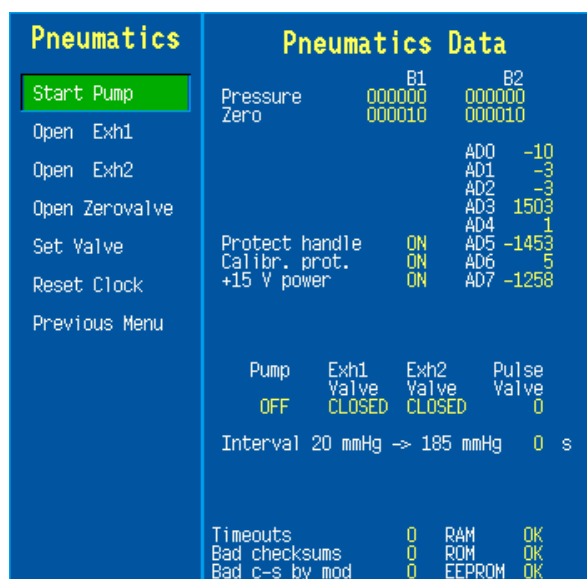 Pneumatics
Start Pump
Open Exh1
Open Exh2
Open Zerovalve
Set Valve
Reset Clock
Previous Menu
Pneumatics Data
B1 B2
Pressure 000000 000000
Zero 000010 000010
AD0 -10
AD1 -3
AD2 -3
AD3 1503
AD4 1
Protect handle ON AD5 -1453
Calibr. prot. ON AD6 5
+15 V power ON AD7 -1258
Pump Exh1 Exh2 Pulse
Valve Valve Valve
OFF CLOSED CLOSED 0
Interval 20 mmHg -> 185 mmHg 0 s
Timeouts 0 RAM OK
Bad checksums 0 ROM OK
Bad c-s by mod 0 EEPROM OK